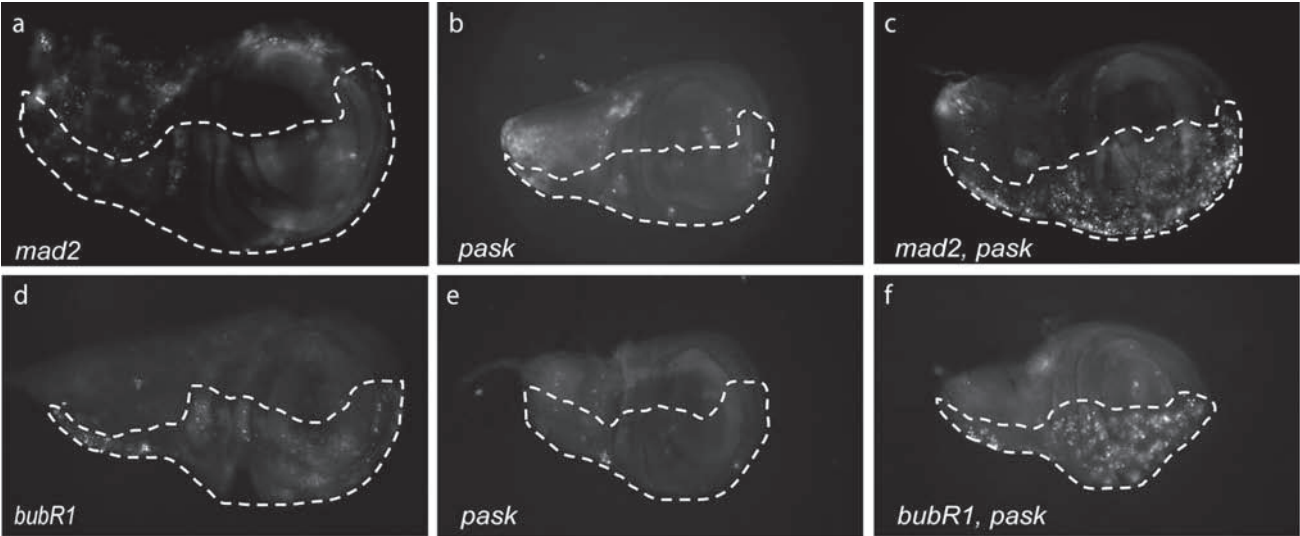 a
mad2
b
pask
c
mad2, pask
d
bubR1
e
pask
f
bubR1, pask